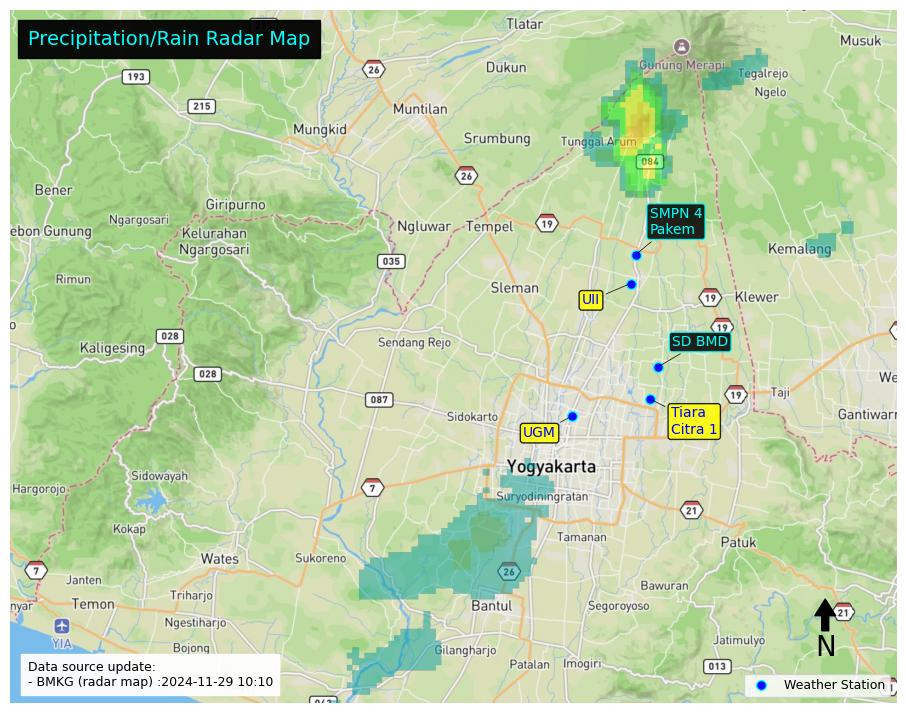 Precipitation/Rain Radar Map
Tlatar
Musuk
26
Dukun
Gunung Merapi
193
Tegalrejo
Ngelo
215
Muntilan
Mungkid
Srumbung
Tunggal Arum
084
26
Bener
Giripurno
SMPN 4
Pakem
Ngargosari
Ngluwar
Tempel
19
ebon Gunung
Kelurahan
Ngargosari
Kemalang
035
Rimun
Sleman
UII
19
Klewer
19
028
SD BMD
Sendang Rejo
Kaligesing
028
We
Taji
19
087
Sidokarto
Tiara
Citra 1
Gantiwarr
UGM
Yogyakarta
Sidowayah
Hargorojo
7
Suryodiningratan
21
Kokap
Tamanan
Patuk
Wates
Sukoreno
7
26
Janten
Bawuran
Triharjo
nyar
Temon
Bantul
Segoroyoso
21
Ngestiharjo
YIA
Jatimulyo
N
Bojong
Gilangharjo
Patalan
Imogiri
013
Data source update:
- BMKG (radar map) :2024-11-29 10:10
Weather Station